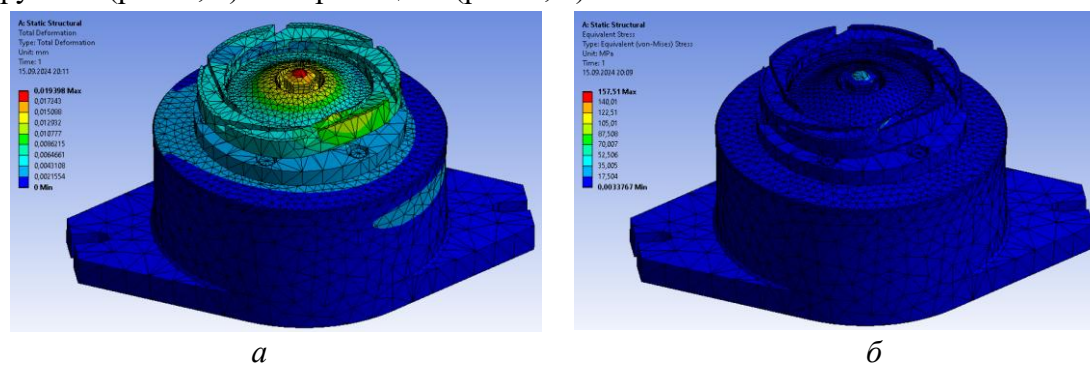 A: Static Structural
Total Deformation
Type: Total Deformation
Unit: mm
Time: 1
15.09.2024 20:11
0,019398 Max
0,017243
0,015088
0,012932
0,010777
0,0086215
0,0064661
0,0043108
0,0021554
0 Min
а
A: Static Structural
Equivalent Stress
Type: Equivalent (von-Mises) Stress
Unit: MPa
Time: 1
15.09.2024 20:09
157,51 Max
140,01
122,51
105,01
87,508
70,007
52,506
35,005
17,504
0,0033767 Min
б